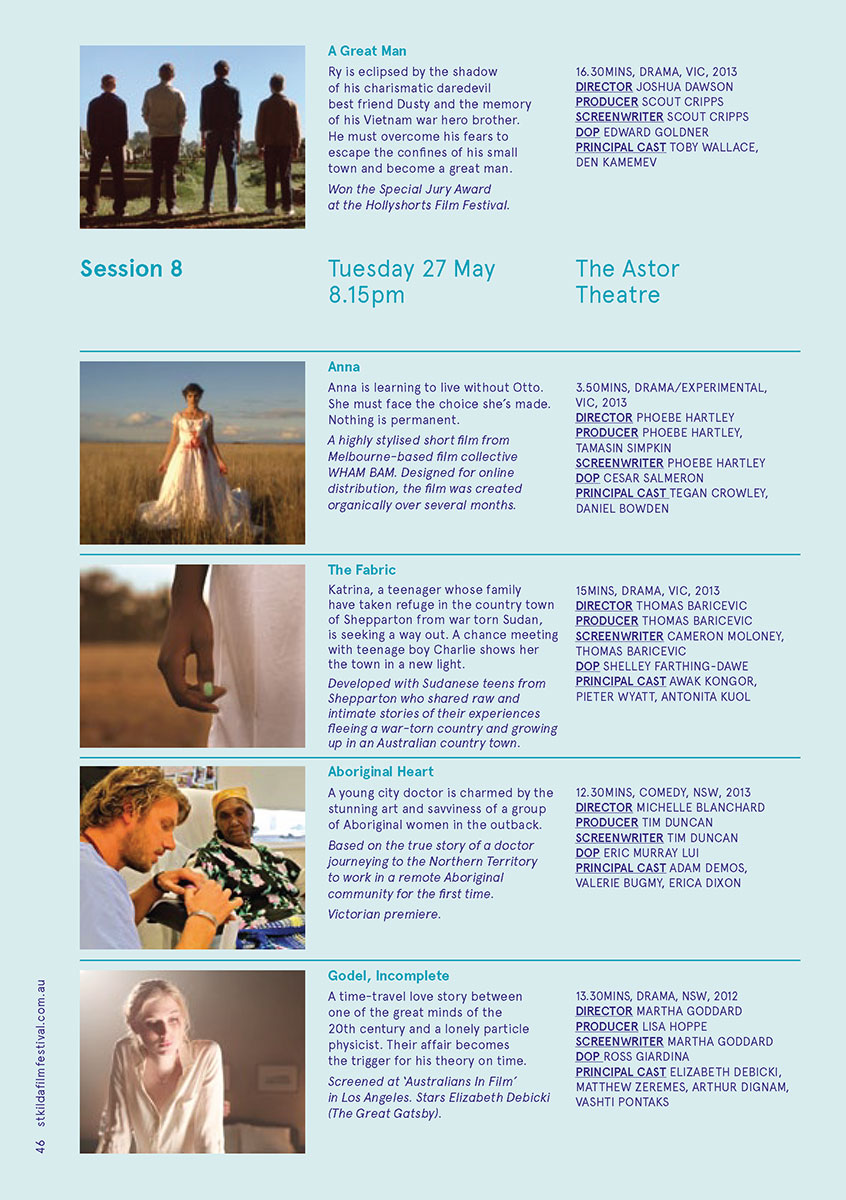 A Great Man
Ry is eclipsed by the shadow
of his charismatic daredevil
best friend Dusty and the memory
of his Vietnam war hero brother.
He must overcome his fears to
escape the confines of his small
town and become a great man.
Won the Special Jury Award
at the Hollyshorts Film Festival.
16.30MINS, DRAMA, VIC, 2013
DIRECTOR JOSHUA DAWSON
PRODUCER SCOUT CRIPPS
SCREENWRITER SCOUT CRIPPS
DOP EDWARD GOLDNER
PRINCIPAL CAST TOBY WALLACE,
DEN KAMEMEV
Session 8
Tuesday 27 May
8.15pm
The Astor
Theatre
Anna
Anna is learning to live without Otto.
She must face the choice she's made.
Nothing is permanent.
A highly stylised short film from
Melbourne-based film collective
WHAM BAM. Designed for online
distribution, the film was created
organically over several months.
3.50MINS, DRAMA/EXPERIMENTAL,
VIC, 2013
DIRECTOR PHOEBE HARTLEY
PRODUCER PHOEBE HARTLEY,
TAMASIN SIMPKIN
SCREENWRITER PHOEBE HARTLEY
DOP CESAR SALMERON
PRINCIPAL CAST TEGAN CROWLEY,
DANIEL BOWDEN
The Fabric
Katrina, a teenager whose family
have taken refuge in the country town
of Shepparton from war torn Sudan,
is seeking a way out. A chance meeting
with teenage boy Charlie shows her
the town in a new light.
Developed with Sudanese teens from
Shepparton who shared raw and
intimate stories of their experiences
fleeing a war-torn country and growing
up in an Australian country town.
15MINS, DRAMA, VIC, 2013
DIRECTOR THOMAS BARICEVIC
PRODUCER THOMAS BARICEVIC
SCREENWRITER CAMERON MOLONEY,
THOMAS BARICEVIC
DOP SHELLEY FARTHING-DAWE
PRINCIPAL CAST AWAK KONGOR,
PIETER WYATT, ANTONITA KUOL
Aboriginal Heart
A young city doctor is charmed by the
stunning art and savviness of a group
of Aboriginal women in the outback.
Based on the true story of a doctor
journeying to the Northern Territory
to work in a remote Aboriginal
community for the first time.
Victorian premiere.
12.30MINS, COMEDY, NSW, 2013
DIRECTOR MICHELLE BLANCHARD
PRODUCER TIM DUNCAN
SCREENWRITER TIM DUNCAN
DOP ERIC MURRAY LUI
PRINCIPAL CAST ADAM DEMOS,
VALERIE BUGMY, ERICA DIXON
Godel, Incomplete
A time-travel love story between
one of the great minds of the
20th century and a lonely particle
physicist. Their affair becomes
the trigger for his theory on time.
Screened at 'Australians In Film'
in Los Angeles. Stars Elizabeth Debicki
(The Great Gatsby).
13.30MINS, DRAMA, NSW, 2012
DIRECTOR MARTHA GODDARD
PRODUCER LISA HOPPE
SCREENWRITER MARTHA GODDARD
DOP ROSS GIARDINA
PRINCIPAL CAST ELIZABETH DEBICKI,
MATTHEW ZEREMES, ARTHUR DIGNAM,
VASHTI PONTAKS
46 stkildafilmfestival.com.au